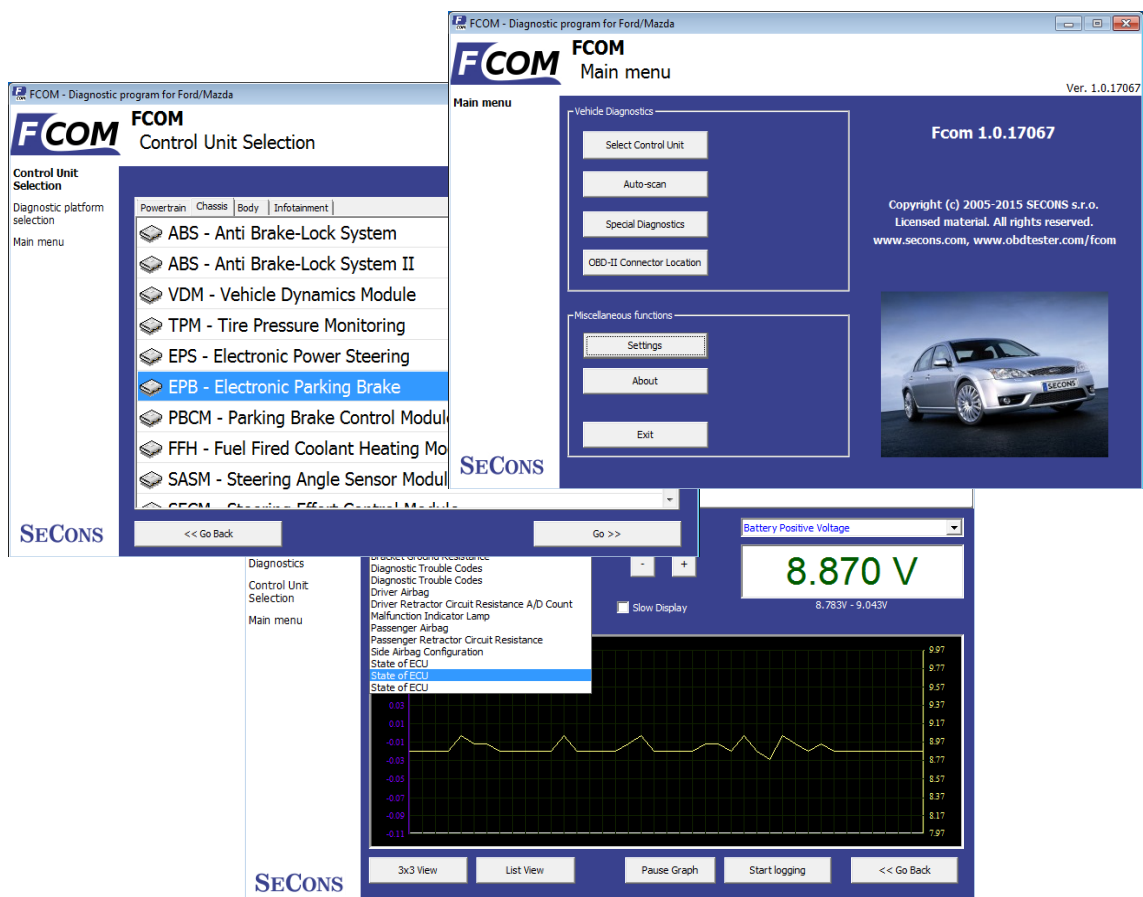 FCOM - Diagnostic program for Ford/Mazda
FCOM
FCOM
Main menu
Ver. 1.0.17067
Main menu
Vehicle Diagnostics
Select Control Unit
Auto-scan
Special Diagnostics
OBD-II Connector Location
Miscellaneous functions
Settings
About
Exit
SECONS
Fcom 1.0.17067
Copyright (c) 2005-2015 SECONS s.r.o.
Licensed material. All rights reserved.
www.secons.com, www.obdtester.com/fcom
SECONS
FCOM - Diagnostic program for Ford/Mazda
FCOM
FCOM
Control Unit Selection
Control Unit
Selection
Diagnostic platform
selection
Main menu
Powertrain Chassis Body Infotainment
ABS - Anti Brake-Lock System
ABS - Anti Brake-Lock System II
VDM - Vehicle Dynamics Module
TPM - Tire Pressure Monitoring
EPS - Electronic Power Steering
EPB - Electronic Parking Brake
PBCM - Parking Brake Control Modul
FFH - Fuel Fired Coolant Heating Mo
SASM - Steering Angle Sensor Modul
SECM - Steering Effort Control Module
<< Go Back
Go >>
SECONS
Diagnostics
Control Unit
Selection
Main menu
Bracket Ground Resistance
Diagnostic Trouble Codes
Diagnostic Trouble Codes
Driver Airbag
Driver Retractor Circuit Resistance A/D Count
Malfunction Indicator Lamp
Passenger Airbag
Passenger Retractor Circuit Resistance
Side Airbag Configuration
State of ECU
State of ECU
State of ECU
- +
Slow Display
Battery Positive Voltage
8.870 V
8.783V - 9.043V
0.03
0.01
-0.01
-0.03
-0.05
-0.07
-0.09
-0.11
9.97
9.77
9.57
9.37
9.17
8.97
8.77
8.57
8.37
8.17
7.97
3x3 View
List View
Pause Graph
Start logging
<< Go Back
SECONS